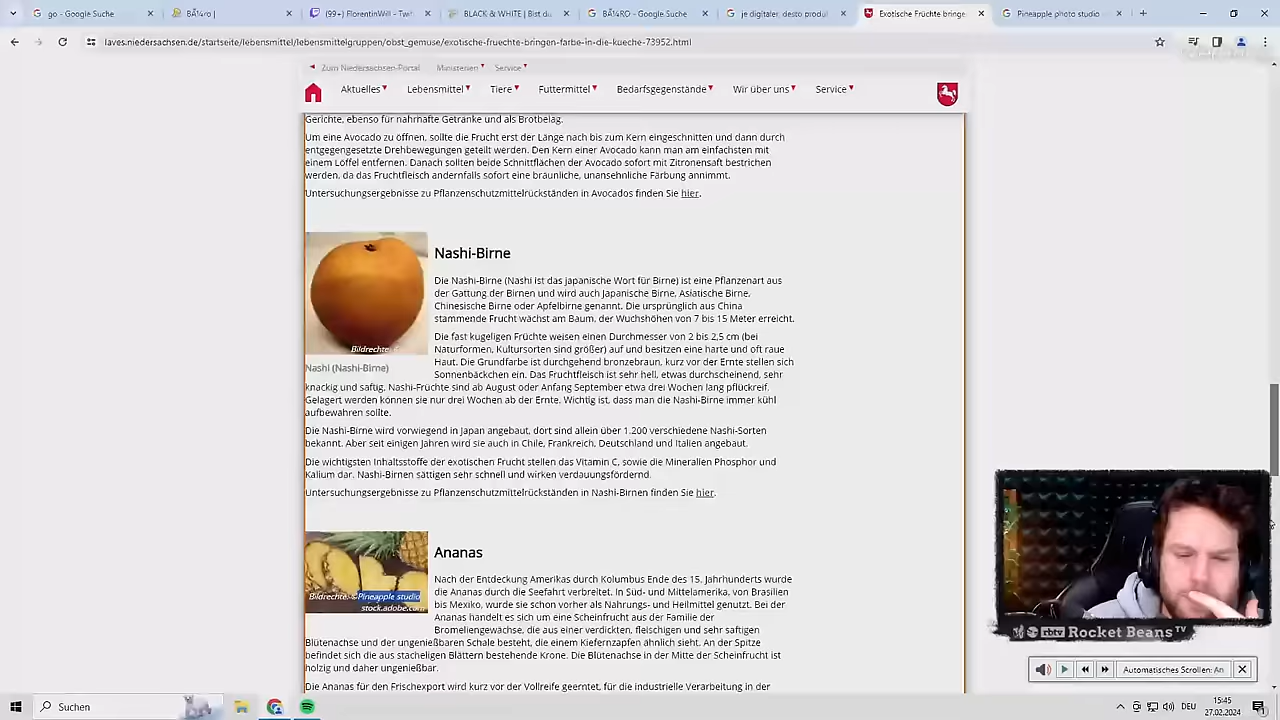 go - Google Suche
BÃ¼ro |
(99+) FlorentinWill - Twit
BLACK & WHITE | Bist du
BÃ¼RO - Google Suche
je digitaler, desto produ
Exotische Früchte bringe
Pineapple photo studio
laves.niedersachsen.de/startseite/lebensmittel/lebensmittelgruppen/obst_gemuse/exotische-fruechte-bringen-farbe-in-die-kueche-73952.html
Zum Niedersachsen-Portal Ministerien Service
Aktuelles Lebensmittel Tiere Futtermittel Bedarfsgegenstände Wir über uns Service
Gerichte, ebenso für nahrhafte Getränke und als Brotbelag.
Um eine Avocado zu öffnen, sollte die Frucht erst der Länge nach bis zum Kern eingeschnitten und dann durch
entgegengesetzte Drehbewegungen geteilt werden. Den Kern einer Avocado kann man am einfachsten mit
einem Löffel entfernen. Danach sollten beide Schnittflächen der Avocado sofort mit Zitronensaft bestrichen
werden, da das Fruchtfleisch andernfalls sofort eine bräunliche, unansehnliche Färbung annimmt.
Untersuchungsergebnisse zu Pflanzenschutzmittelrückständen in Avocados finden Sie hier.
Nashi-Birne
Die Nashi-Birne (Nashi ist das japanische Wort für Birne) ist eine Pflanzenart aus
der Gattung der Birnen und wird auch Japanische Birne, Asiatische Birne,
Chinesische Birne oder Apfelbirne genannt. Die ursprünglich aus China
stammende Frucht wächst am Baum, der Wuchshöhen von 7 bis 15 Meter erreicht.
Bildrechte: ©
Nashi (Nashi-Birne)
Die fast kugeligen Früchte weisen einen Durchmesser von 2 bis 2,5 cm (bei
Naturformen, Kultursorten sind größer) auf und besitzen eine harte und oft raue
Haut. Die Grundfarbe ist durchgehend bronzebraun, kurz vor der Ernte stellen sich
Sonnenbäckchen ein. Das Fruchtfleisch ist sehr hell, etwas durchscheinend, sehr
knackig und saftig. Nashi-Früchte sind ab August oder Anfang September etwa drei Wochen lang pflückreif.
Gelagert werden können sie nur drei Wochen ab der Ernte. Wichtig ist, dass man die Nashi-Birne immer kühl
aufbewahren sollte.
Die Nashi-Birne wird vorwiegend in Japan angebaut, dort sind allein über 1.200 verschiedene Nashi-Sorten
bekannt. Aber seit einigen Jahren wird sie auch in Chile, Frankreich, Deutschland und Italien angebaut.
Die wichtigsten Inhaltsstoffe der exotischen Frucht stellen das Vitamin C, sowie die Mineralien Phosphor und
Kalium dar. Nashi-Birnen sättigen sehr schnell und wirken verdauungsfördernd.
Untersuchungsergebnisse zu Pflanzenschutzmittelrückständen in Nashi-Birnen finden Sie hier.
Ananas
Bildrechte: ©Pineapple studio
stock.adobe.com
Nach der Entdeckung Amerikas durch Kolumbus Ende des 15. Jahrhunderts wurde
die Ananas durch die Seefahrt verbreitet. In Süd- und Mittelamerika, von Brasilien
bis Mexiko, wurde sie schon vorher als Nahrungs- und Heilmittel genutzt. Bei der
Ananas handelt es sich um eine Scheinfrucht aus der Familie der
Bromeliengewächse, die aus einer verdickten, fleischigen und sehr saftigen
Blütenachse und der ungenießbaren Schale besteht, die einem Kiefernzapfen ähnlich sieht. An der Spitze
befindet sich die aus stacheligen Blättern bestehende Krone. Die Blütenachse in der Mitte der Scheinfrucht ist
holzig und daher ungenießbar.
Die Ananas für den Frischexport wird kurz vor der Vollreife geerntet, für die industrielle Verarbeitung in der
rbtv Rocket Beans TV
Automatisches Scrollen: An
Suchen
DEU
15:45
27.02.2024